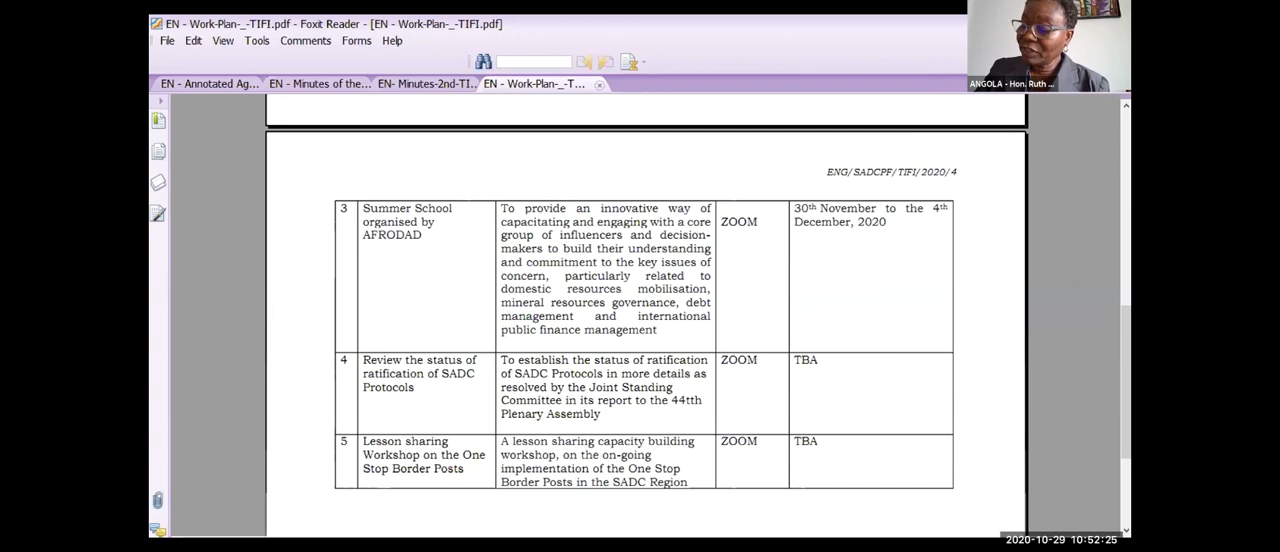 EN - Work-Plan-_-TIFI.pdf - Foxit Reader - [EN - Work-Plan-_-TIFI.pdf]
File Edit View Tools Comments Forms Help
EN - Annotated Ag... EN - Minutes of the... EN- Minutes-2nd-TI... EN - Work-Plan-_-T...
ANGOLA - Hon. Ruth ...
ENG/SADCPF/TIFI/2020/4
3
Summer School
organised by
AFRODAD
To provide an innovative way of
capacitating and engaging with a core
group of influencers and decision-
makers to build their understanding
and commitment to the key issues of
concern, particularly related to
domestic resources mobilisation,
mineral resources governance, debt
management and international
public finance management
ZOOM
30th November to the 4th
December, 2020
4
Review the status of
ratification of SADC
Protocols
To establish the status of ratification
of SADC Protocols in more details as
resolved by the Joint Standing
Committee in its report to the 44tth
Plenary Assembly
ZOOM
TBA
5
Lesson sharing
Workshop on the One
Stop Border Posts
A lesson sharing capacity building
workshop, on the on-going
implementation of the One Stop
Border Posts in the SADC Region
ZOOM
TBA
2020-10-29 10:52:25